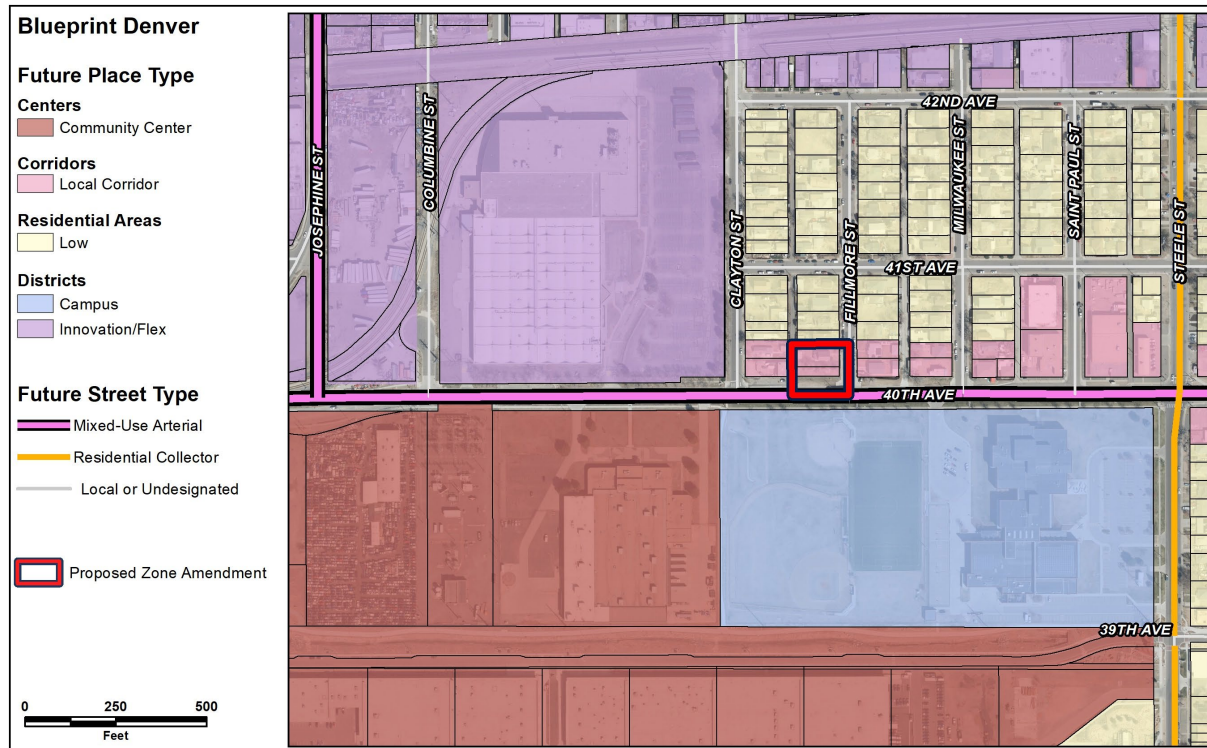 Blueprint Denver
Future Place Type
Centers
Community Center
Corridors
Local Corridor
Residential Areas
Low
Districts
Campus
Innovation/Flex
Future Street Type
Mixed-Use Arterial
Residential Collector
Local or Undesignated
Proposed Zone Amendment
0 250 500
Feet
JOSEPHINE ST
COLUMBINE ST
CLAYTON ST
FILLMORE ST
MILWAUKEE ST
SAINT PAUL ST
STEELE ST
42ND AVE
41ST AVE
40TH AVE
39TH AVE